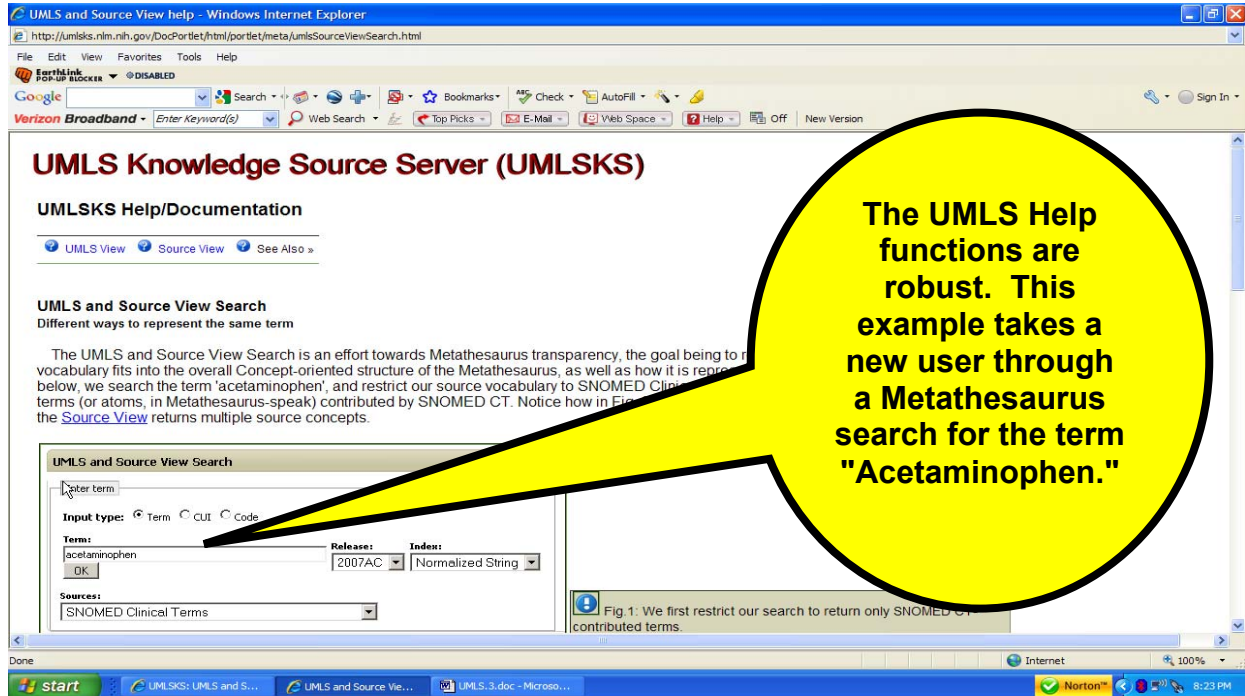 UMLS and Source View help - Windows Internet Explorer
http://umlsks.nlm.nih.gov/DocPortlet/html/portlet/meta/umlsSourceViewSearch.html
File Edit View Favorites Tools Help
EarthLink POP-UP BLOCKER DISABLED
Google Search Bookmarks Check AutoFill Sign In
Verizon Broadband Enter Keyword(s) Web Search Top Picks E-Mail Web Space Help Off New Version
UMLS Knowledge Source Server (UMLSKS)
UMLSKS Help/Documentation
UMLS View Source View See Also »
UMLS and Source View Search
Different ways to represent the same term
The UMLS and Source View Search is an effort towards Metathesaurus transparency, the goal being to
vocabulary fits into the overall Concept-oriented structure of the Metathesaurus, as well as how it is
below, we search the term 'acetaminophen', and restrict our source vocabulary to SNOMED
terms (or atoms, in Metathesaurus-speak) contributed by SNOMED CT. Notice how in
the Source View returns multiple source concepts.
The UMLS Help
functions are
robust. This
example takes a
new user through
a Metathesaurus
search for the term
"Acetaminophen."
UMLS and Source View Search
term
Input type: Term CUI Code
Term: Release: Index:
acetaminophen 2007AC Normalized String
OK
Sources:
SNOMED Clinical Terms
Fig.1: We first restrict our search to return only SNOMED CT-
contributed terms.
Done Internet 100%
start UMLSKS: UMLS and S... UMLS and Source Vie... UMLS.3.doc - Microso... Norton™ 8:23 PM